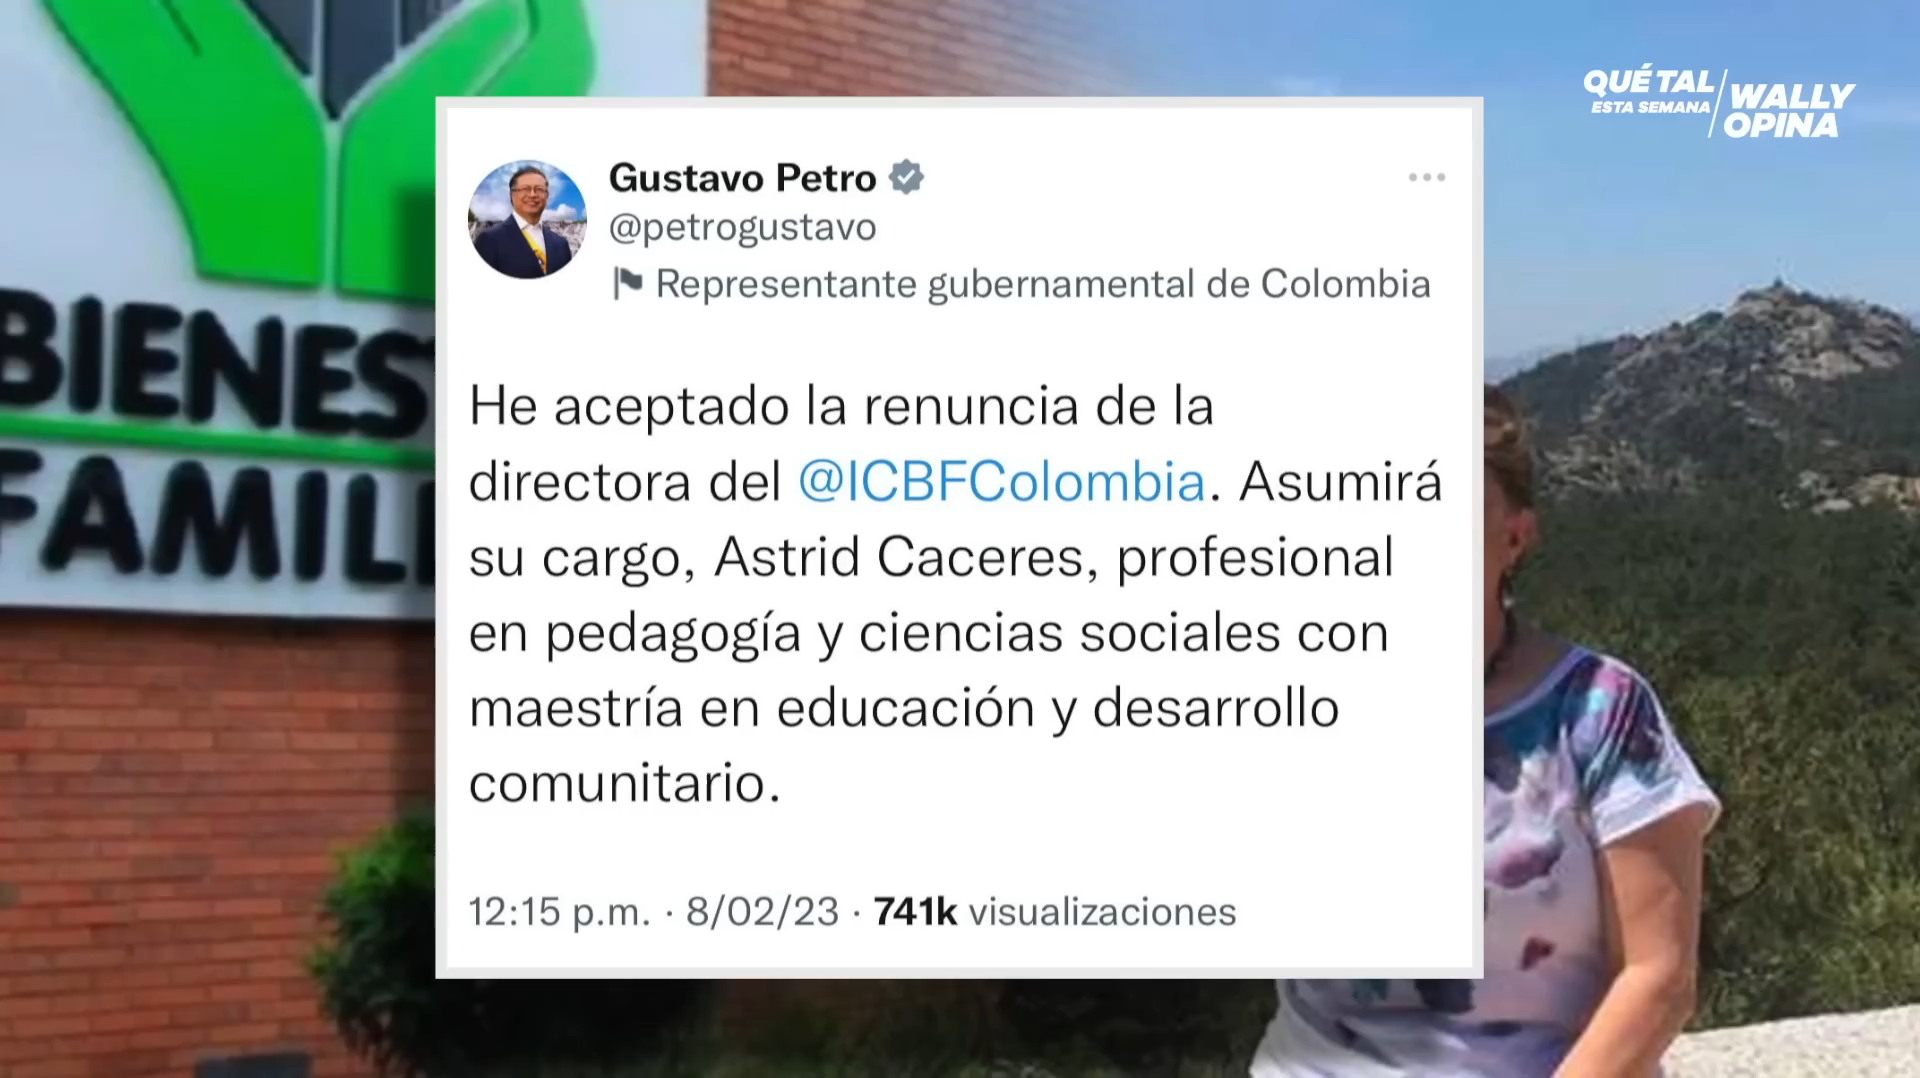 QUÉ TAL
ESTA SEMANA
WALLY
OPINA
BIENES
FAMILI
Gustavo Petro
@petrogustavo
Representante gubernamental de Colombia
He aceptado la renuncia de la
directora del @ICBFColombia. Asumirá
su cargo, Astrid Caceres, profesional
en pedagogía y ciencias sociales con
maestría en educación y desarrollo
comunitario.
12:15 p.m. · 8/02/23 · 741k visualizaciones